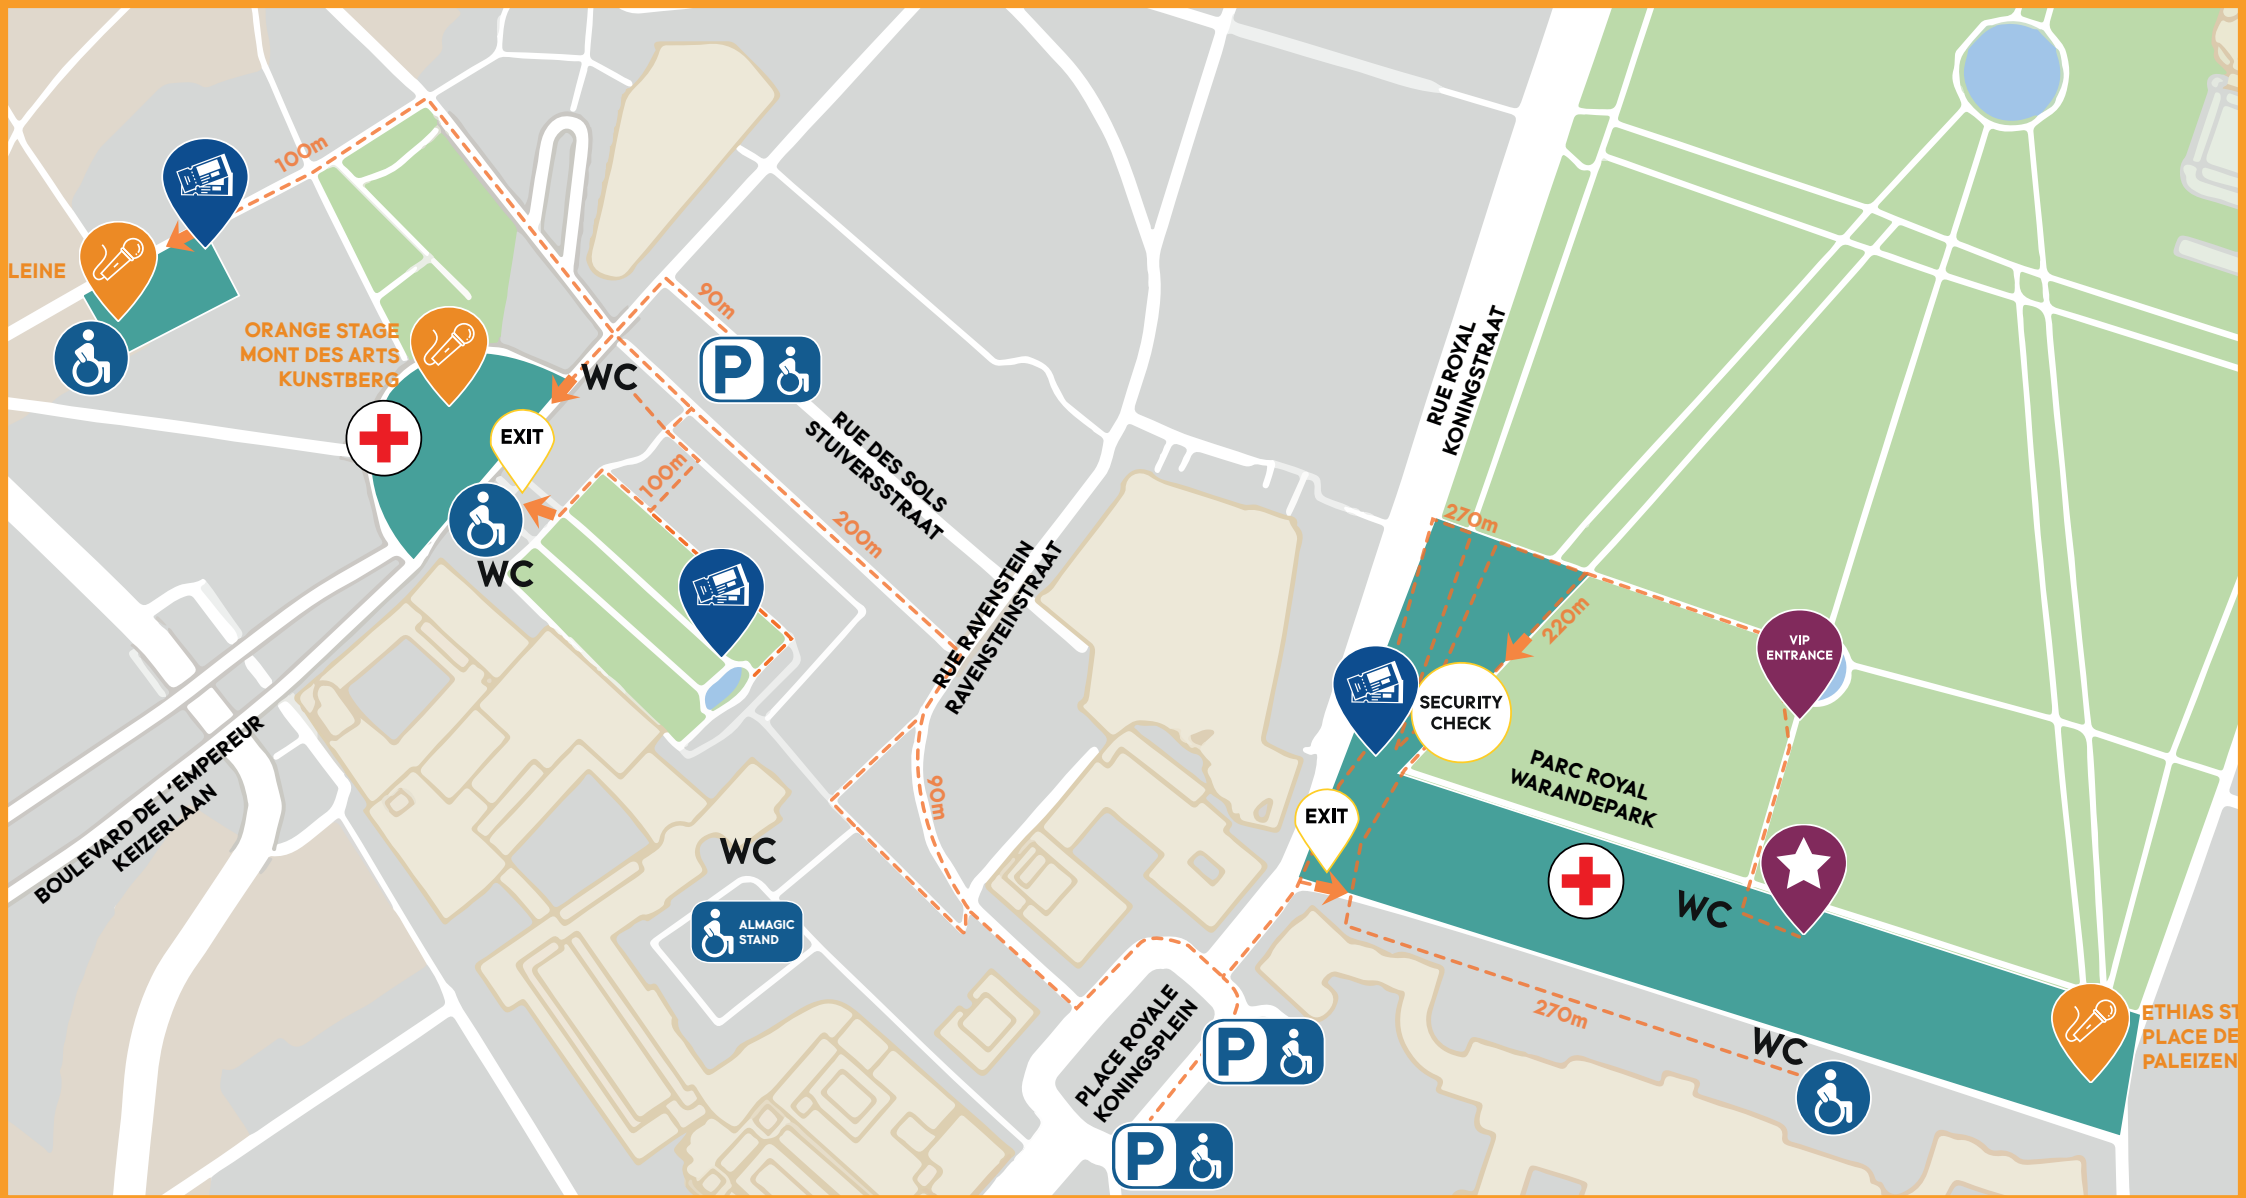 100m
LEINE
ORANGE STAGE
MONT DES ARTS
KUNSTBERG
EXIT
WC
WC
90m
P
RUE DES SOLS
STUIVERSSTRAAT
100m
200m
RUE RAVENSTEIN
RAVENSTEINSTRAAT
90m
BOULEVARD DE L'EMPEREUR
KEIZERLAAN
WC
ALMAGIC
STAND
RUE ROYAL
KONINGSTRAAT
270m
220m
VIP
ENTRANCE
SECURITY
CHECK
PARC ROYAL
WARANDEPARK
EXIT
WC
270m
WC
PLACE ROYALE
KONINGSPLEIN
P
P
ETHIAS ST
PLACE DE
PALEIZEN